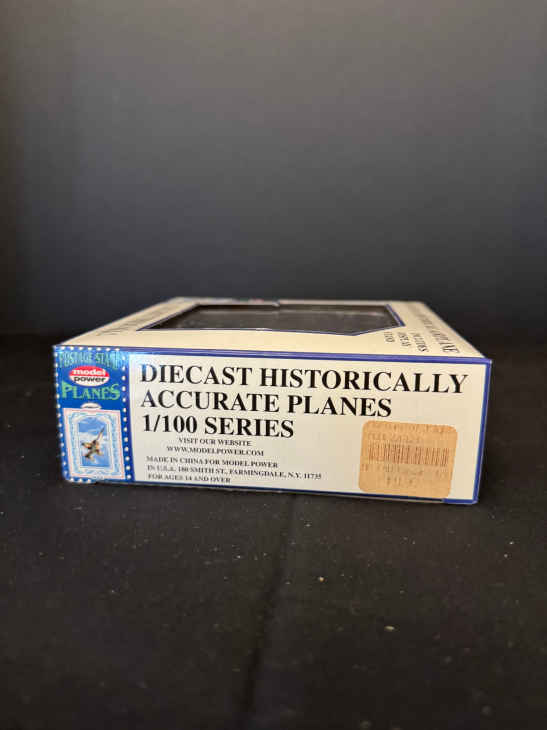 POSTAGE STAMP
model
power
PLANES
DIECAST HISTORICALLY
ACCURATE PLANES
1/100 SERIES
VISIT OUR WEBSITE
WWW.MODELPOWER.COM
MADE IN CHINA FOR MODEL POWER
IN U.S.A. 180 SMITH ST., FARMINGDALE, N.Y. 11735
FOR AGES 14 AND OVER